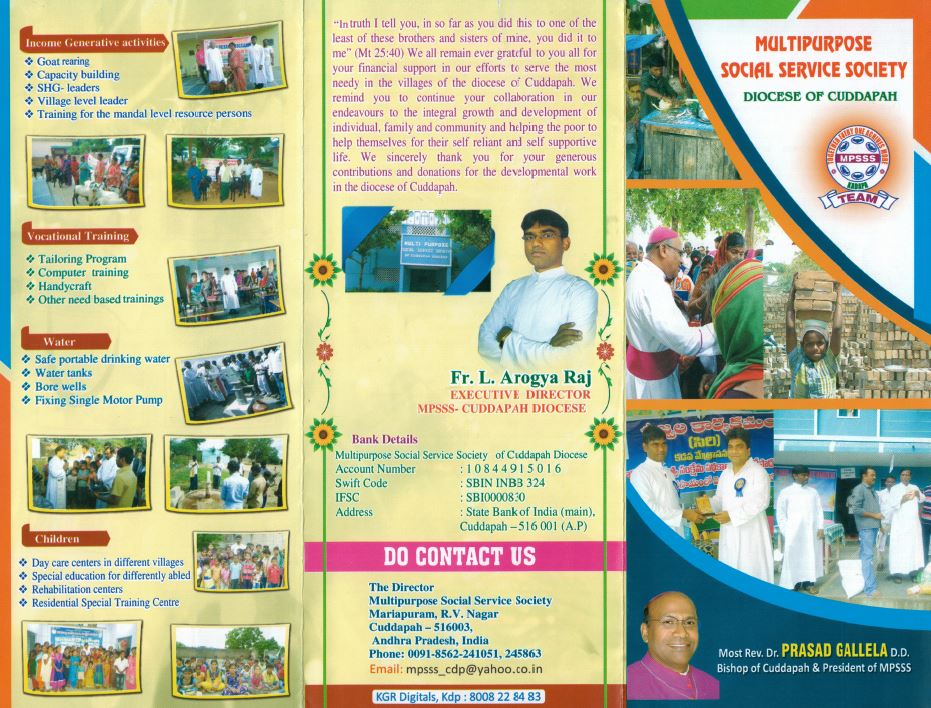 Income Generative activities
❖ Goat rearing
❖ Capacity building
❖ SHG- leaders
❖ Village level leader
❖ Training for the mandal level resource persons
Vocational Training
❖ Tailoring Program
❖ Computer training
❖ Handycraft
❖ Other need based trainings
Water
❖ Safe portable drinking water
❖ Water tanks
❖ Bore wells
❖ Fixing Single Motor Pump
Children
❖ Day care centers in different villages
❖ Special education for differently abled
❖ Rehabilitation centers
❖ Residential Special Training Centre
“In truth I tell you, in so far as you did this to one of the
least of these brothers and sisters of mine, you did it to
me” (Mt 25:40) We all remain ever grateful to you all for
your financial support in our efforts to serve the most
needy in the villages of the diocese of Cuddapah. We
remind you to continue your collaboration in our
endeavours to the integral growth and development of
individual, family and community and helping the poor to
help themselves for their self reliant and self supportive
life. We sincerely thank you for your generous
contributions and donations for the developmental work
in the diocese of Cuddapah.
MULTI PURPOSE
SOCIAL SERVICE SOCIETY
OF CUDDAPAH DIOCESE
Fr. L. Arogya Raj
EXECUTIVE DIRECTOR
MPSSS- CUDDAPAH DIOCESE
Bank Details
Multipurpose Social Service Society of Cuddapah Diocese
Account Number : 10844915016
Swift Code : SBIN INBB 324
IFSC : SBI0000830
Address : State Bank of India (main),
Cuddapah – 516 001 (A.P)
DO CONTACT US
The Director
Multipurpose Social Service Society
Mariapuram, R.V. Nagar
Cuddapah – 516003,
Andhra Pradesh, India
Phone: 0091-8562-241051, 245863
Email: mpsss_cdp@yahoo.co.in
KGR Digitals, Kdp : 8008 22 84 83
MULTIPURPOSE
SOCIAL SERVICE SOCIETY
DIOCESE OF CUDDAPAH
MPSSS
KADAPA
TEAM
(సిరి)
Most Rev. Dr. PRASAD GALLELA D.D.
Bishop of Cuddapah & President of MPSSS